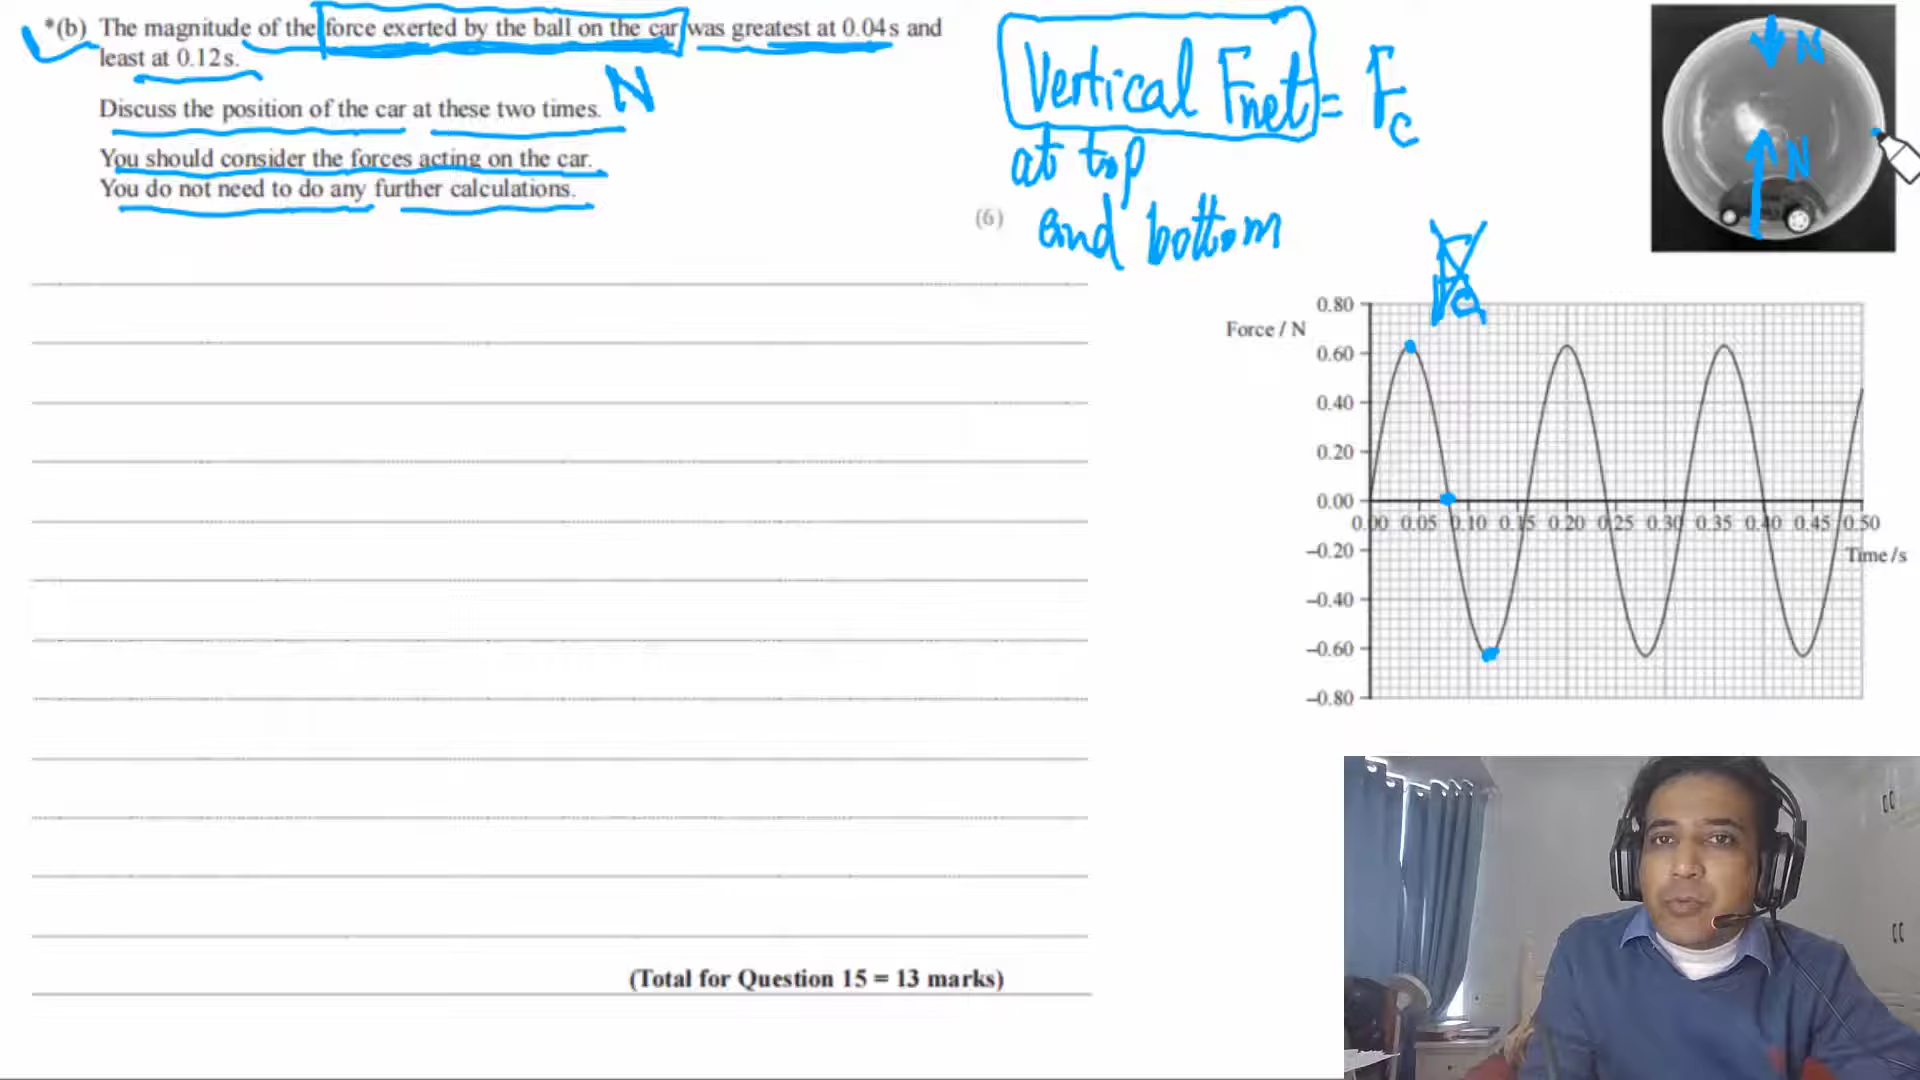 *(b) The magnitude of the force exerted by the ball on the car was greatest at 0.04 s and
least at 0.12 s.
N
Discuss the position of the car at these two times.
You should consider the forces acting on the car.
You do not need to do any further calculations.
(6)
Vertical Fnet = Fc
at top
and bottom
N
N
Force / N
0.80
0.60
0.40
0.20
0.00
-0.20
-0.40
-0.60
-0.80
0.00 0.05 0.10 0.15 0.20 0.25 0.30 0.35 0.40 0.45 0.50
Time / s
(Total for Question 15 = 13 marks)